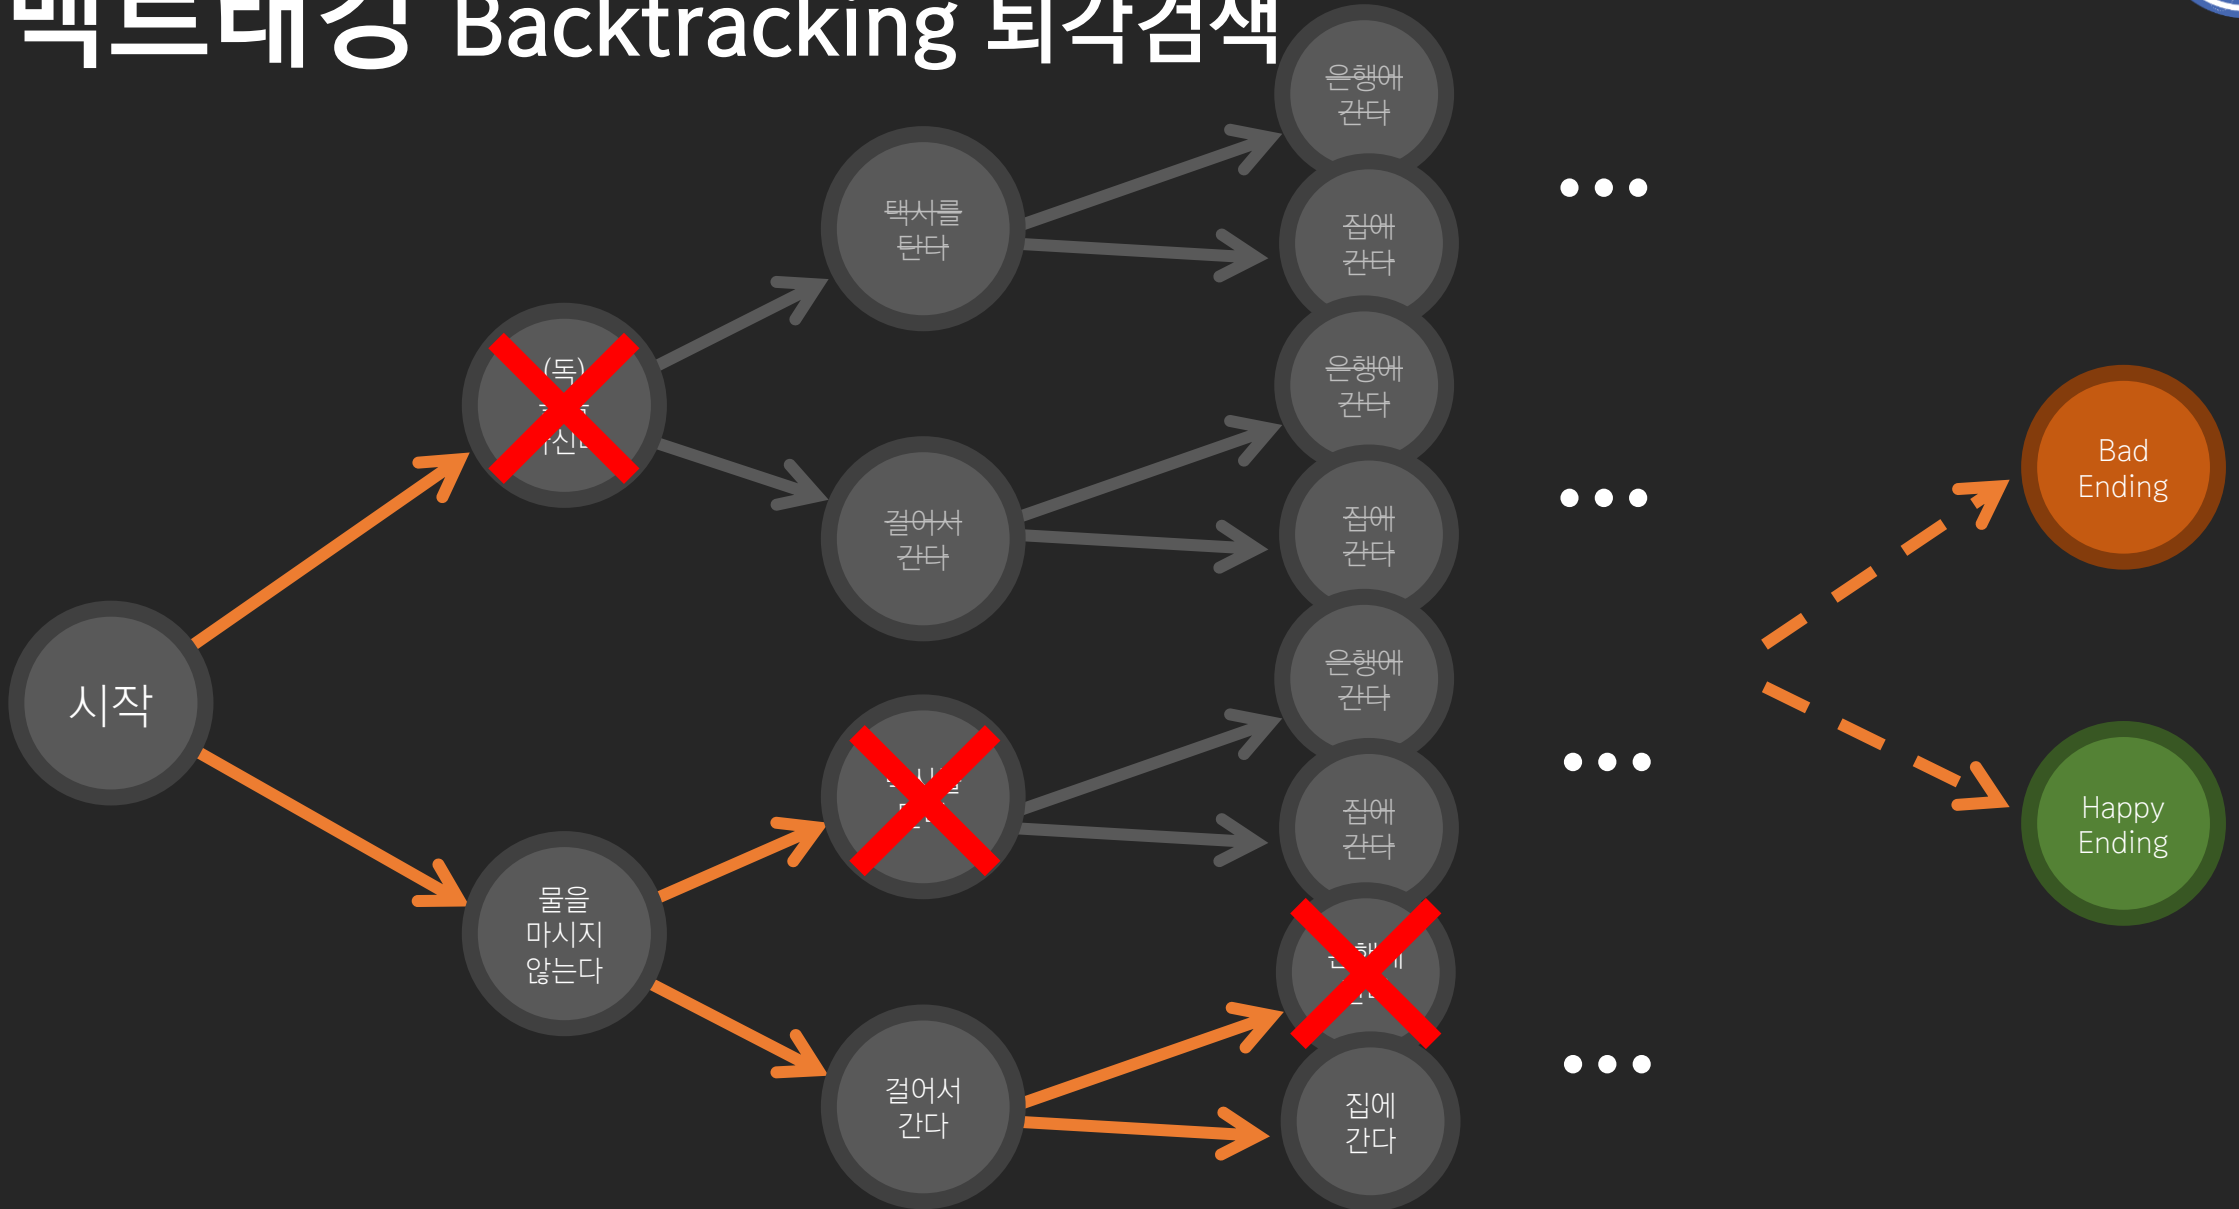 백트래킹 Backtracking 퇴각검색
은행에
간다
택시를
탄다
집에
간다
(독)
은행에
간다
걸어서
간다
집에
간다
Bad
Ending
시작
은행에
간다
집에
간다
Happy
Ending
물을
마시지
않는다
걸어서
간다
집에
간다